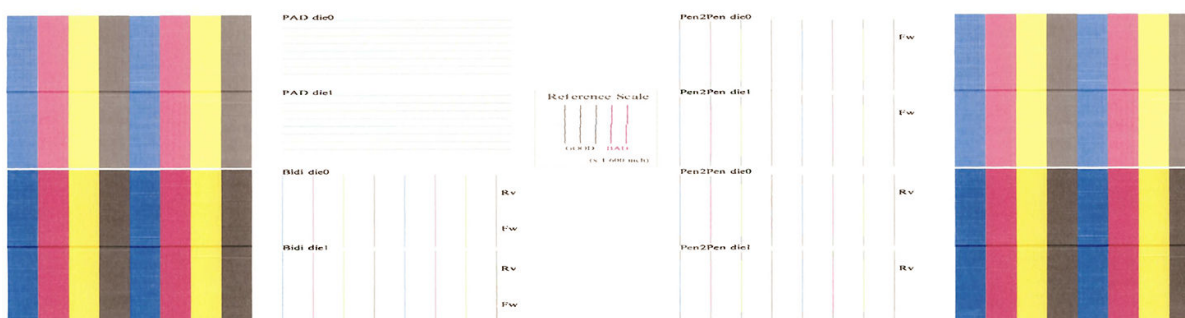 PAD die0
PAD die1
Bidi die0
Rv
Fw
Bidi die1
Rv
Fw
Reference Scale
GOOD BAD
Pen2Pen die0
Fw
Pen2Pen die1
Fw
Pen2Pen die0
Rv
Pen2Pen die1
Rv